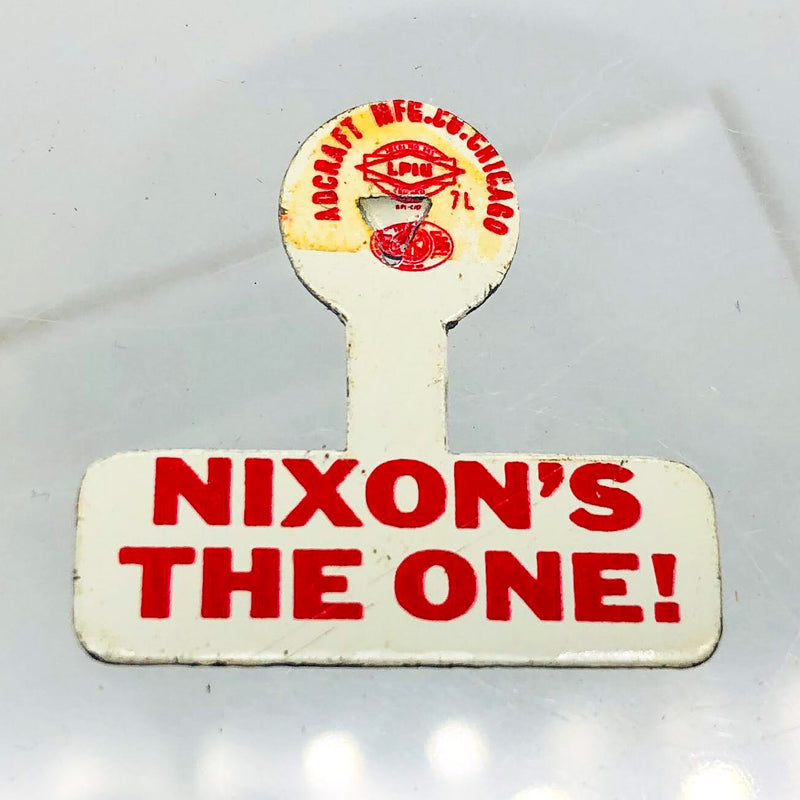 ADCRAFT MFG.CO.CHICAGO
LPIU
7L
NIXON'S
THE ONE!